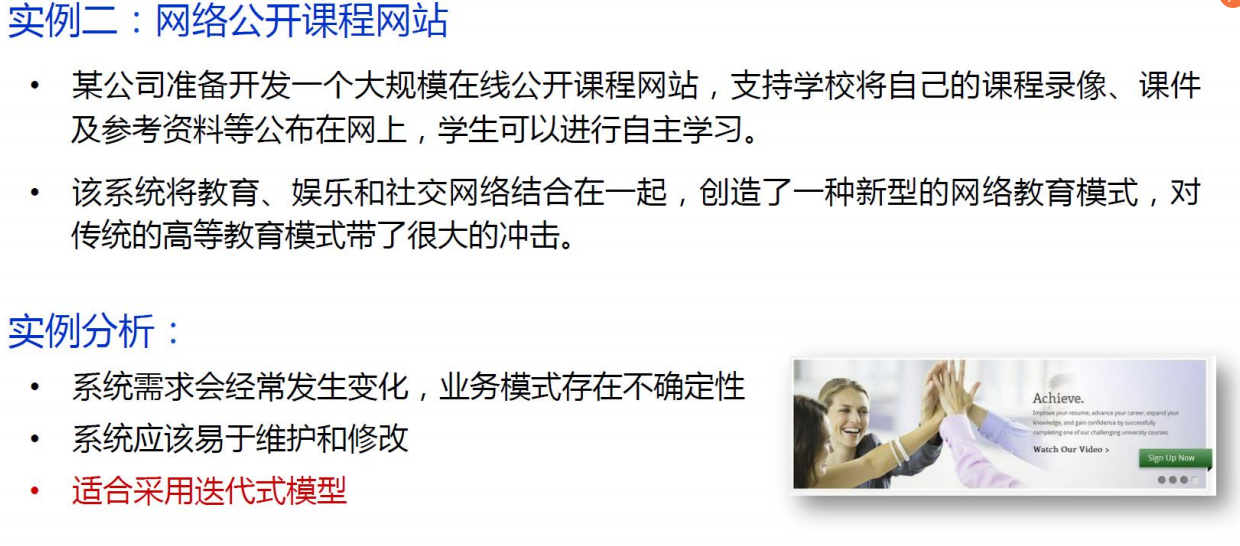 实例二：网络公开课程网站
• 某公司准备开发一个大规模在线公开课程网站，支持学校将自己的课程录像、课件
及参考资料等公布在网上，学生可以进行自主学习。
• 该系统将教育、娱乐和社交网络结合在一起，创造了一种新型的网络教育模式，对
传统的高等教育模式带了很大的冲击。
实例分析：
• 系统需求会经常发生变化，业务模式存在不确定性
• 系统应该易于维护和修改
• 适合采用迭代式模型
Achieve.
Improve your resume, advance your career, expand your
knowledge, and gain confidence by successfully
completing one of our challenging university courses.
Watch Our Video >
Sign Up Now